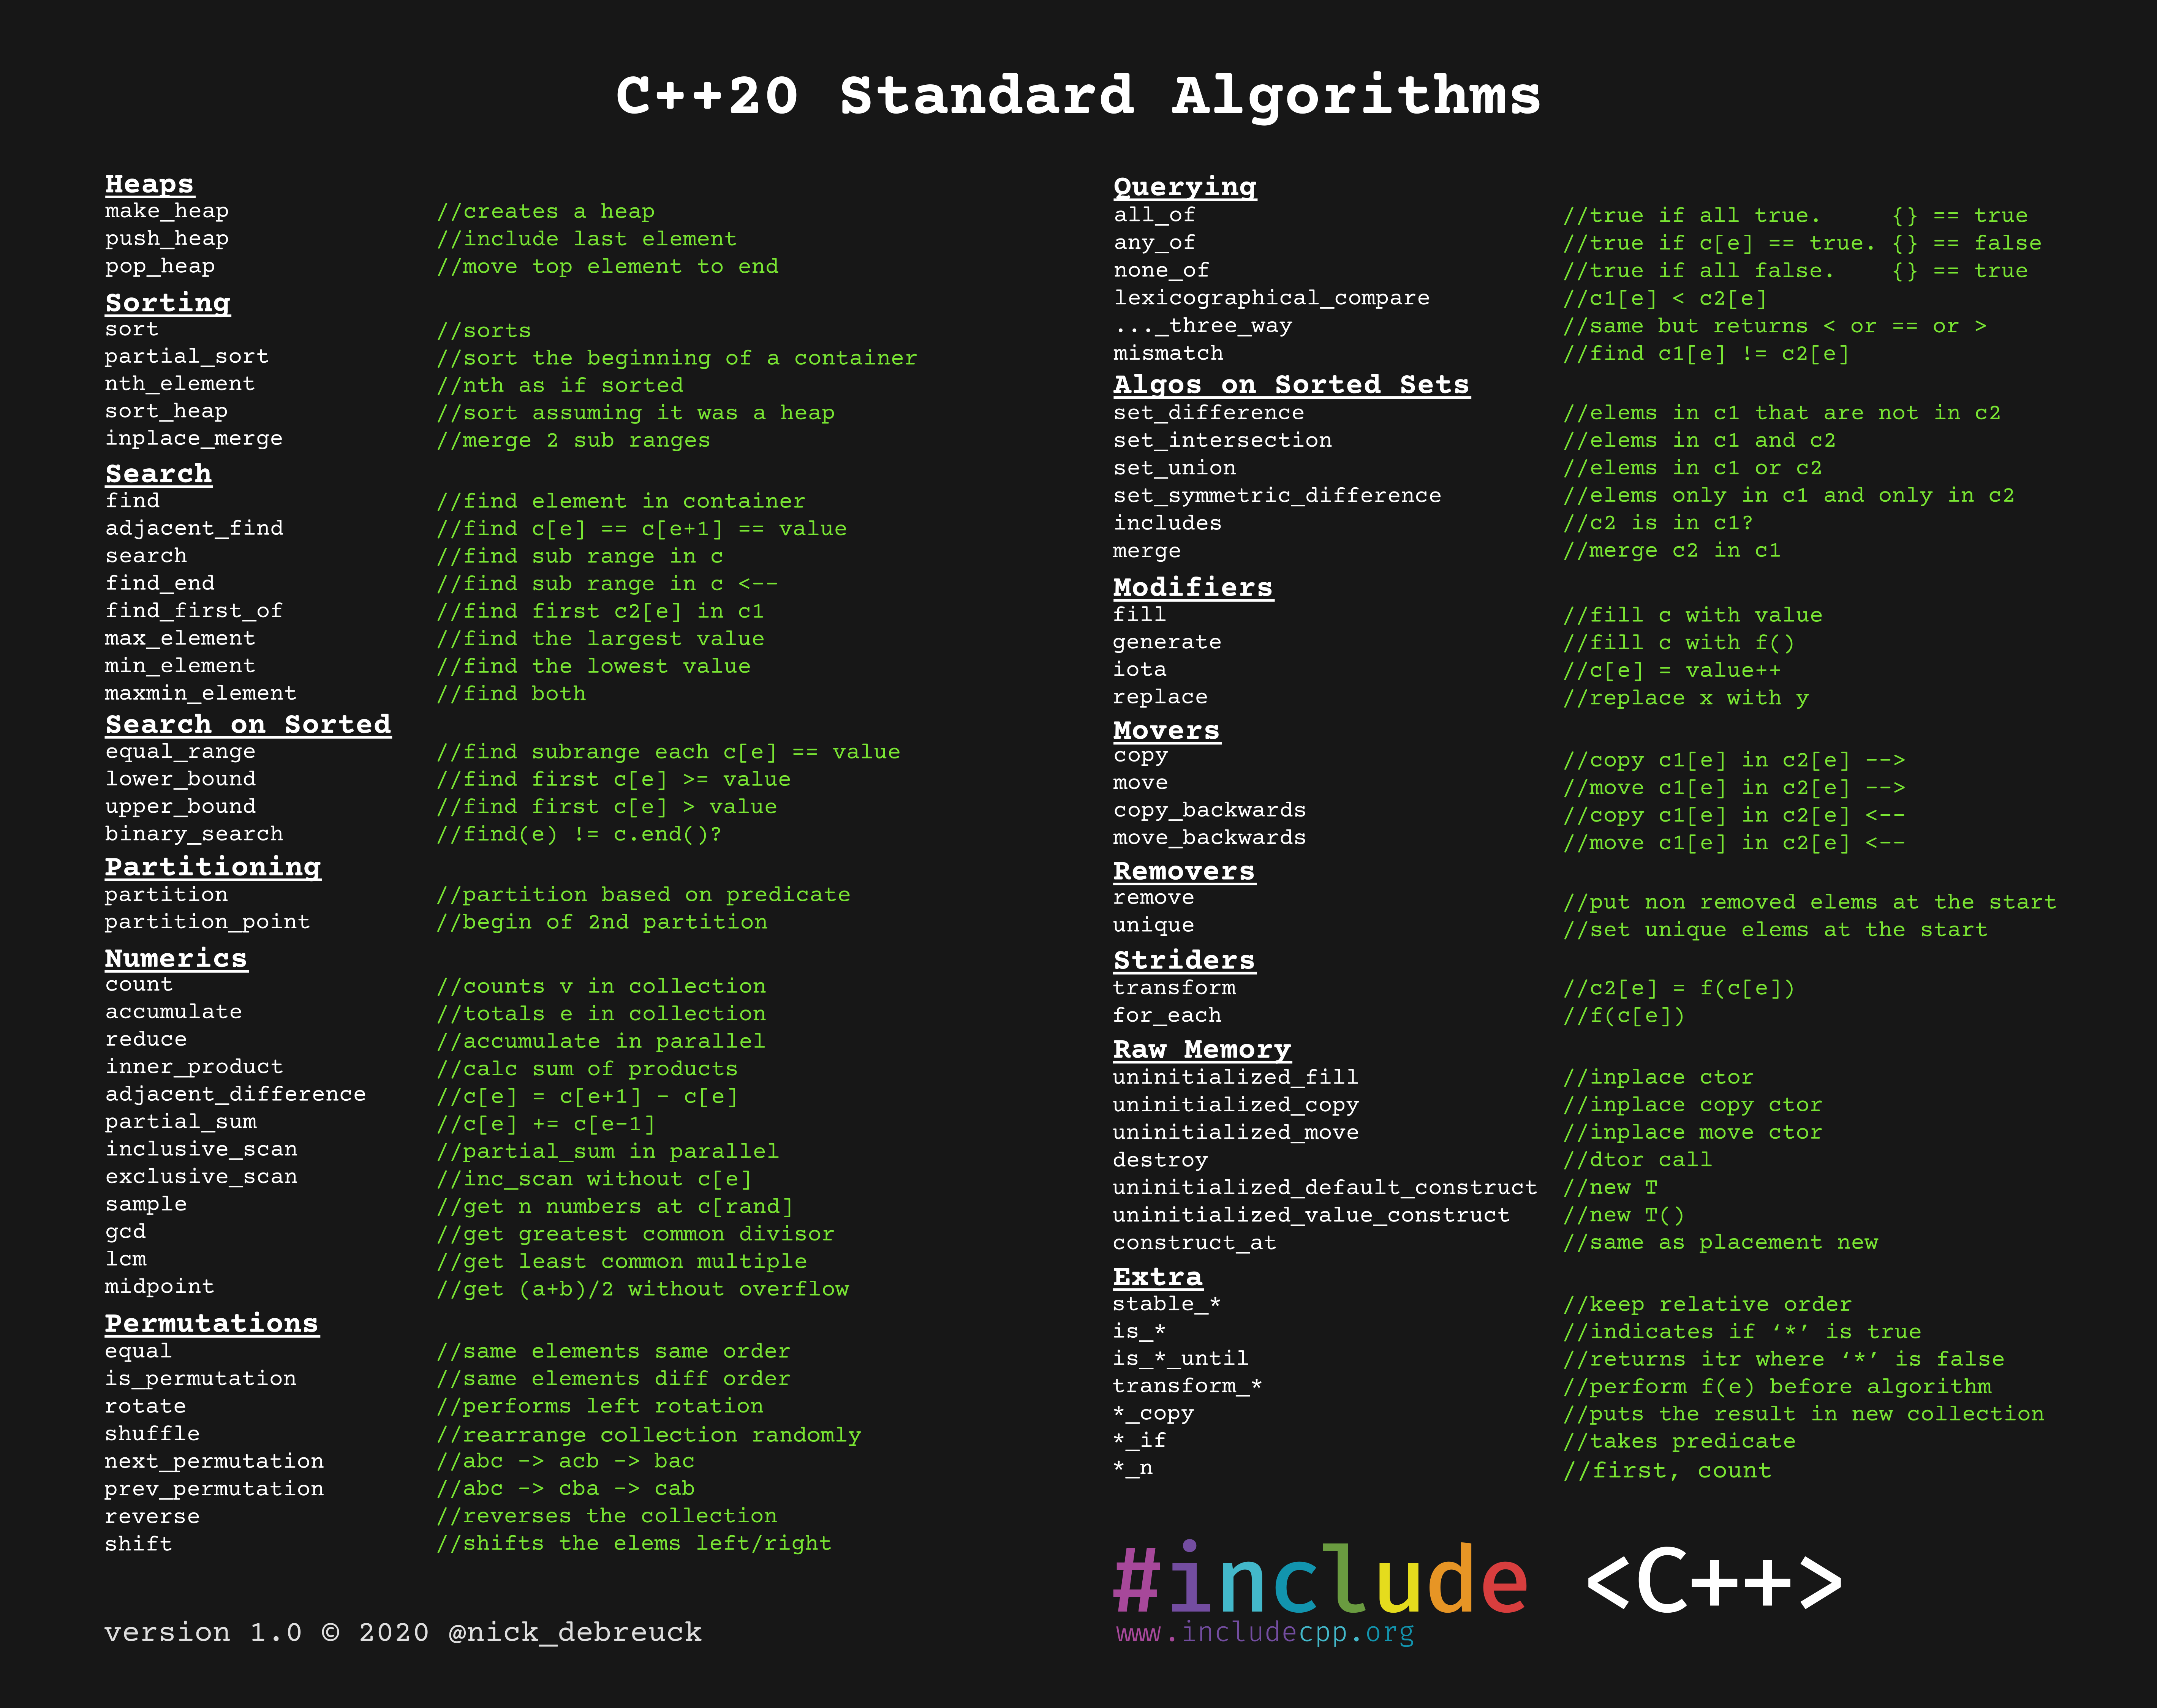 C++20 Standard Algorithms
Heaps
make_heap //creates a heap
push_heap //include last element
pop_heap //move top element to end
Sorting
sort //sorts
partial_sort //sort the beginning of a container
nth_element //nth as if sorted
sort_heap //sort assuming it was a heap
inplace_merge //merge 2 sub ranges
Search
find //find element in container
adjacent_find //find c[e] == c[e+1] == value
search //find sub range in c
find_end //find sub range in c <--
find_first_of //find first c2[e] in c1
max_element //find the largest value
min_element //find the lowest value
maxmin_element //find both
Search on Sorted
equal_range //find subrange each c[e] == value
lower_bound //find first c[e] >= value
upper_bound //find first c[e] > value
binary_search //find(e) != c.end()?
Partitioning
partition //partition based on predicate
partition_point //begin of 2nd partition
Numerics
count //counts v in collection
accumulate //totals e in collection
reduce //accumulate in parallel
inner_product //calc sum of products
adjacent_difference //c[e] = c[e+1] - c[e]
partial_sum //c[e] += c[e-1]
inclusive_scan //partial_sum in parallel
exclusive_scan //inc_scan without c[e]
sample //get n numbers at c[rand]
gcd //get greatest common divisor
lcm //get least common multiple
midpoint //get (a+b)/2 without overflow
Permutations
equal //same elements same order
is_permutation //same elements diff order
rotate //performs left rotation
shuffle //rearrange collection randomly
next_permutation //abc -> acb -> bac
prev_permutation //abc -> cba -> cab
reverse //reverses the collection
shift //shifts the elems left/right
version 1.0 © 2020 @nick_debreuck
Querying
all_of //true if all true. {} == true
any_of //true if c[e] == true. {} == false
none_of //true if all false. {} == true
lexicographical_compare //c1[e] < c2[e]
..._three_way //same but returns < or == or >
mismatch //find c1[e] != c2[e]
Algos on Sorted Sets
set_difference //elems in c1 that are not in c2
set_intersection //elems in c1 and c2
set_union //elems in c1 or c2
set_symmetric_difference //elems only in c1 and only in c2
includes //c2 is in c1?
merge //merge c2 in c1
Modifiers
fill //fill c with value
generate //fill c with f()
iota //c[e] = value++
replace //replace x with y
Movers
copy //copy c1[e] in c2[e] -->
move //move c1[e] in c2[e] -->
copy_backwards //copy c1[e] in c2[e] <--
move_backwards //move c1[e] in c2[e] <--
Removers
remove //put non removed elems at the start
unique //set unique elems at the start
Striders
transform //c2[e] = f(c[e])
for_each //f(c[e])
Raw Memory
uninitialized_fill //inplace ctor
uninitialized_copy //inplace copy ctor
uninitialized_move //inplace move ctor
destroy //dtor call
uninitialized_default_construct //new T
uninitialized_value_construct //new T()
construct_at //same as placement new
Extra
stable_* //keep relative order
is_* //indicates if ‘*’ is true
is_*_until //returns itr where ‘*’ is false
transform_* //perform f(e) before algorithm
*_copy //puts the result in new collection
*_if //takes predicate
*_n //first, count
#include <C++>
www.includecpp.org